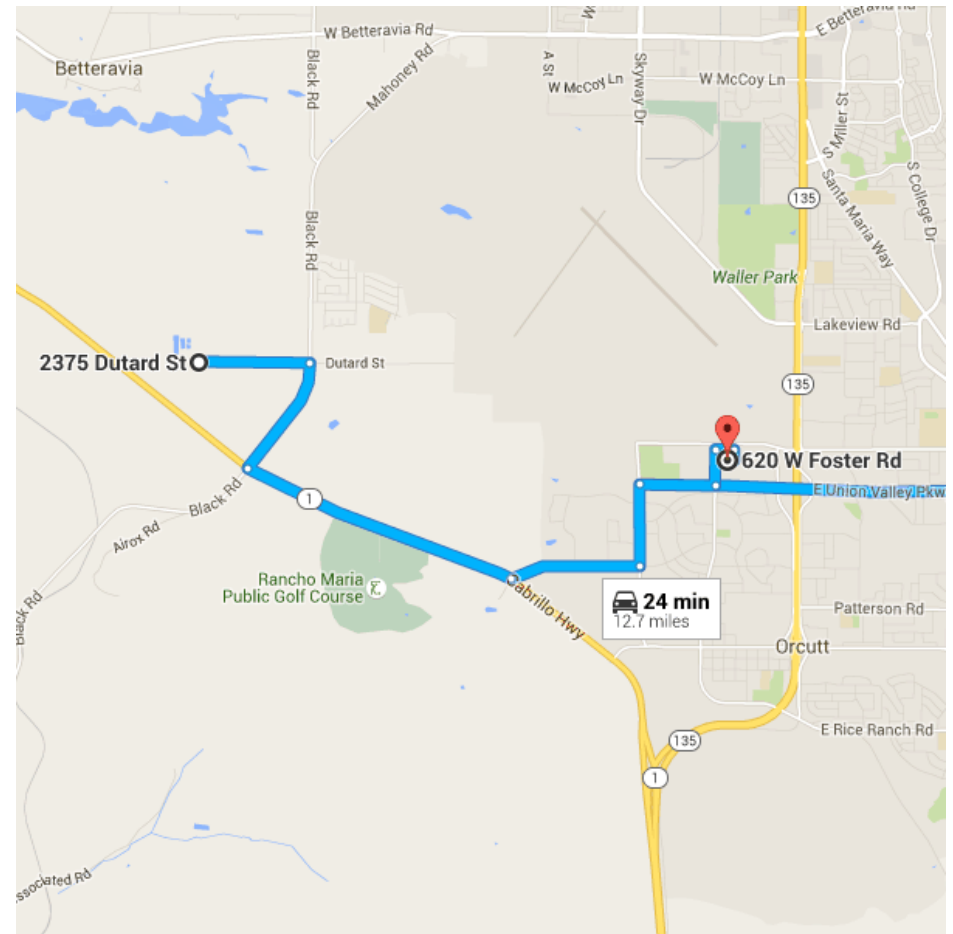 E Betteravia Rd
W Betteravia Rd
Betteravia
Black Rd
Mahoney Rd
A St
W McCoy Ln
Skyway Dr
W McCoy Ln
S Miller St
S College Dr
Santa Maria Way
135
Black Rd
Waller Park
Lakeview Rd
2375 Dutard St
Dutard St
135
620 W Foster Rd
E Union Valley Pkw
1
Black Rd
Airox Rd
Rancho Maria
Public Golf Course
Cabrillo Hwy
24 min
12.7 miles
Black Rd
Patterson Rd
Orcutt
E Rice Ranch Rd
135
1
ssociated Rd